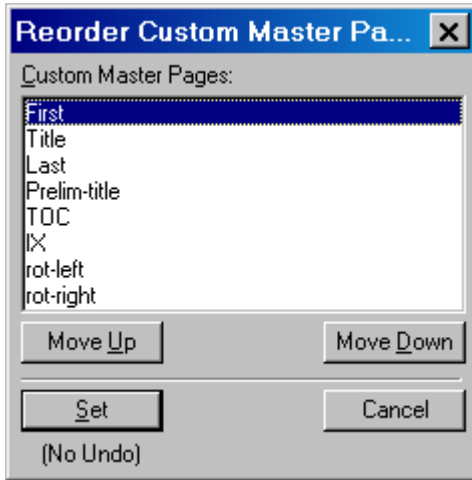 Reorder Custom Master Pa...
Custom Master Pages:
First
Title
Last
Prelim-title
TOC
IX
rot-left
rot-right
Move Up Move Down
Set Cancel
(No Undo)